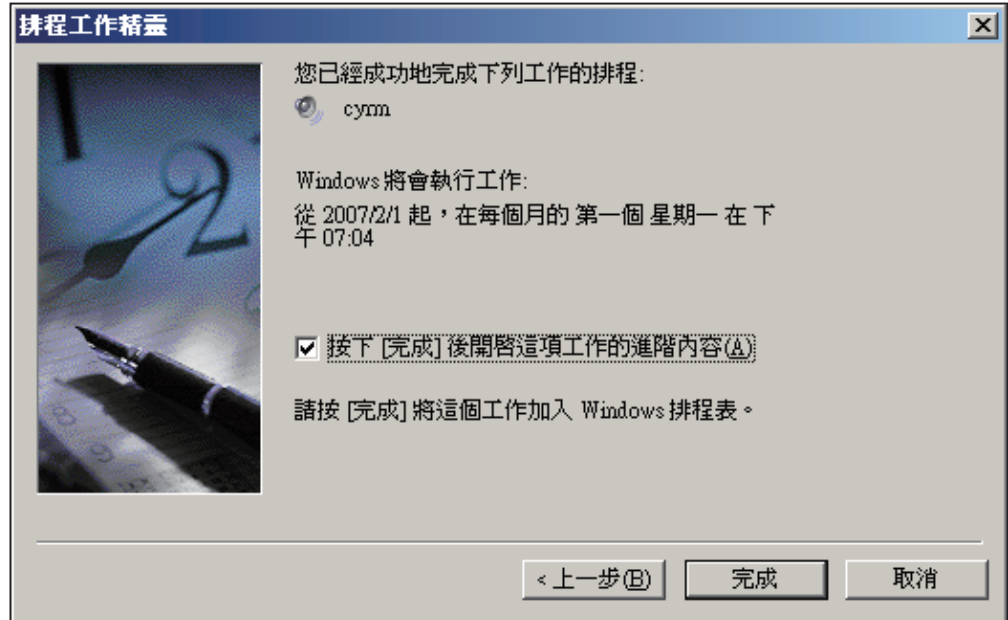 排程工作精靈
您已經成功地完成下列工作的排程:
cyrm
Windows 將會執行工作:
從 2007/2/1 起，在每個月的 第一個 星期一 在 下
午 07:04
按下 [完成] 後開啓這項工作的進階內容(A)
請按 [完成] 將這個工作加入 Windows 排程表。
< 上一步(B)
完成
取消